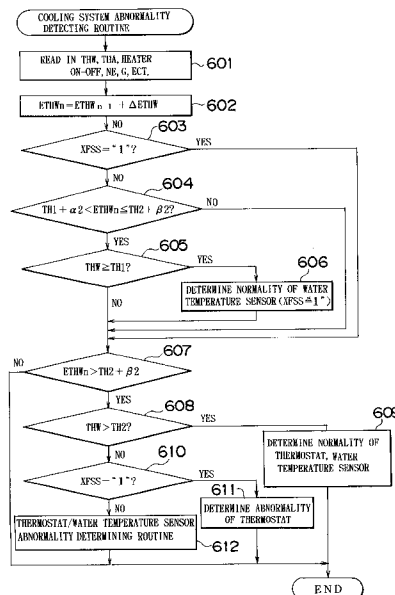 COOLING SYSTEM ABNORMALITY
DETECTING ROUTINE
READ IN THW, THA, HEATER
ON-OFF, NE, G, ECT.
601
ETHWn=ETHWn-1 + ΔETHW
602
NO
603
XFSS="1"?
YES
NO
604
TH1 + α2 <ETHWn≤TH2 + β2?
NO
YES
605
THW≥TH1?
YES
606
NO
DETERMINE NORMALITY OF WATER
TEMPERATURE SENSOR (XFSS="1")
607
NO
ETHWn>TH2 + β2
YES
608
THW>TH2?
YES
609
NO
DETERMINE NORMALITY OF
THERMOSTAT, WATER
TEMPERATURE SENSOR
610
XFSS="1"?
YES
611
DETERMINE ABNORMALITY
OF THERMOSTAT
NO
THERMOSTAT/WATER TEMPERATURE SENSOR
ABNORMALITY DETERMINING ROUTINE
612
END